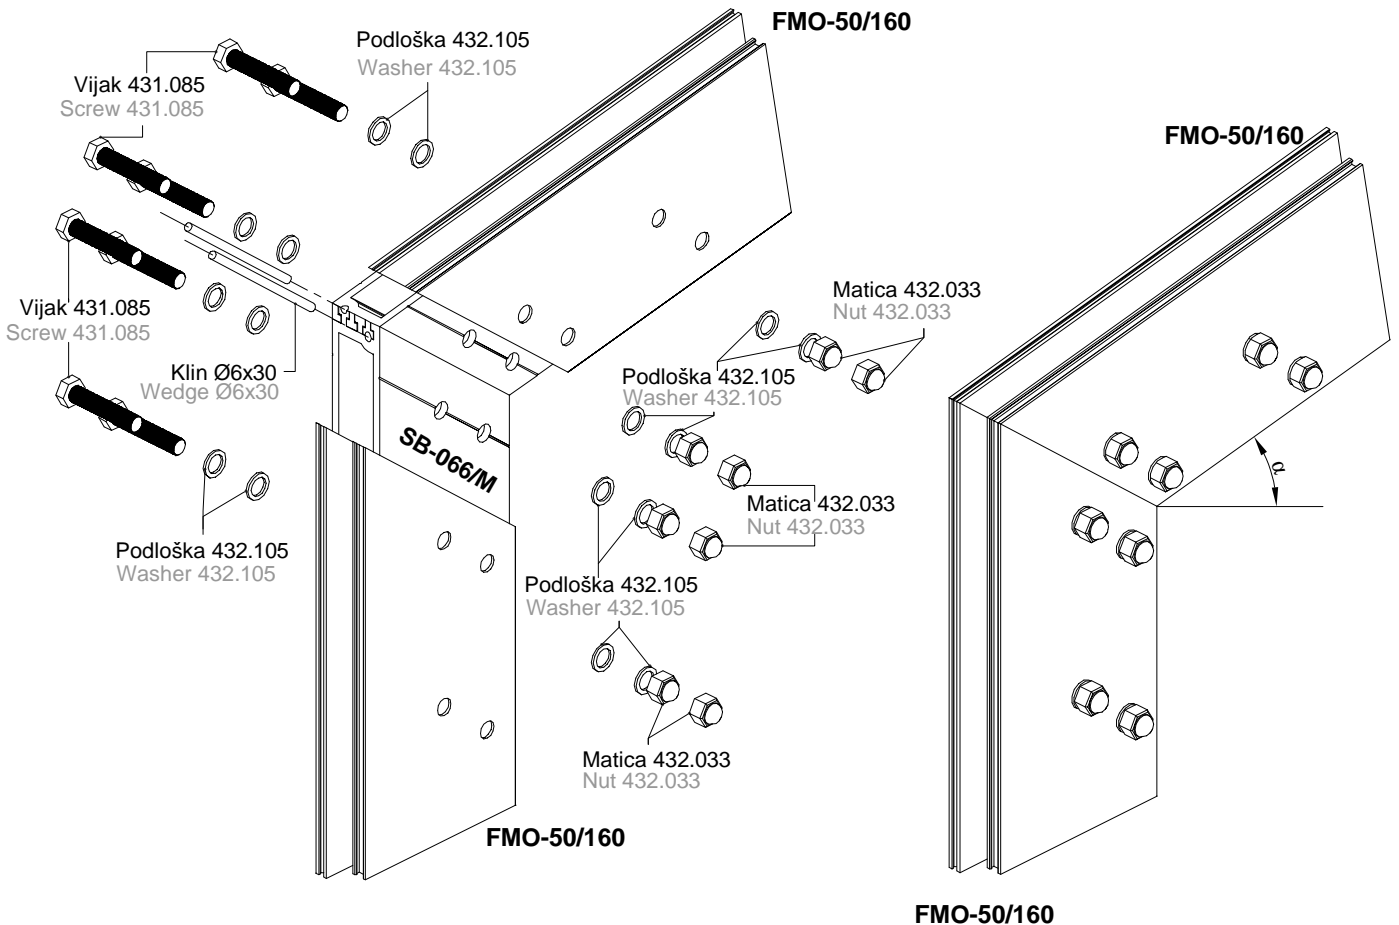 FMO-50/160
Podloška 432.105
Washer 432.105
Vijak 431.085
Screw 431.085
FMO-50/160
Matica 432.033
Nut 432.033
Vijak 431.085
Screw 431.085
Klin Ø6x30
Wedge Ø6x30
Podloška 432.105
Washer 432.105
SB-066/M
α
Matica 432.033
Nut 432.033
Podloška 432.105
Washer 432.105
Podloška 432.105
Washer 432.105
Matica 432.033
Nut 432.033
FMO-50/160
FMO-50/160